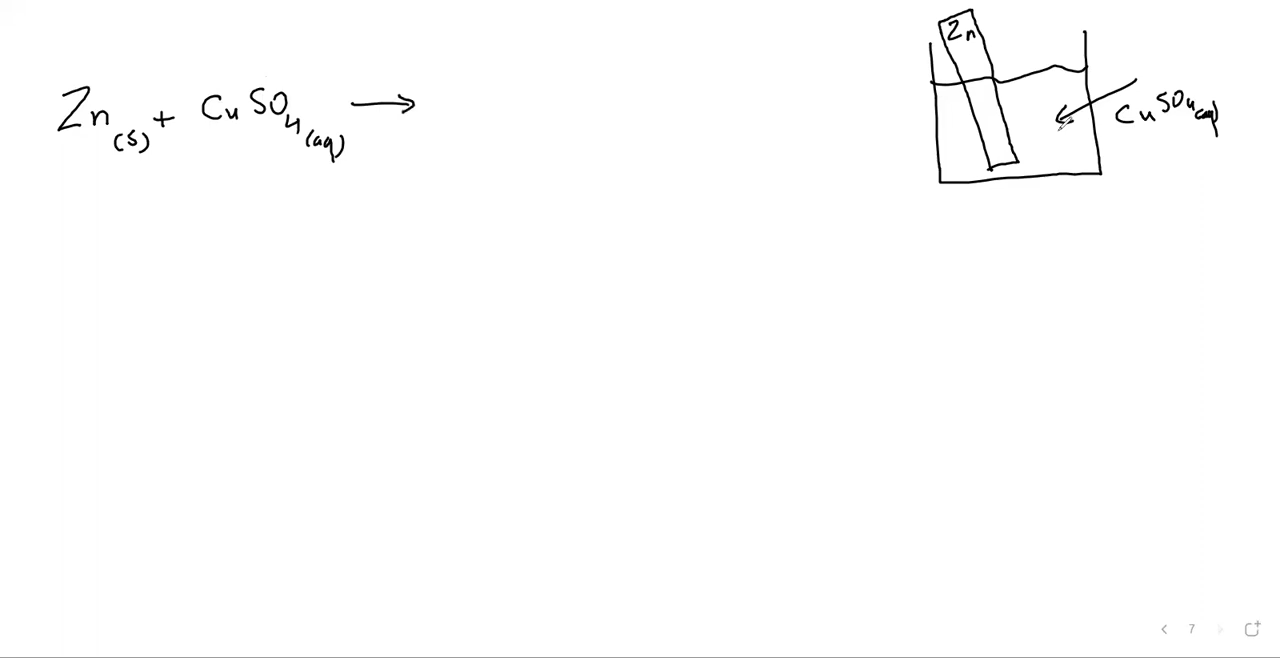 Zn(s) + CuSO4(aq) →
Zn
CuSO4(aq)
7